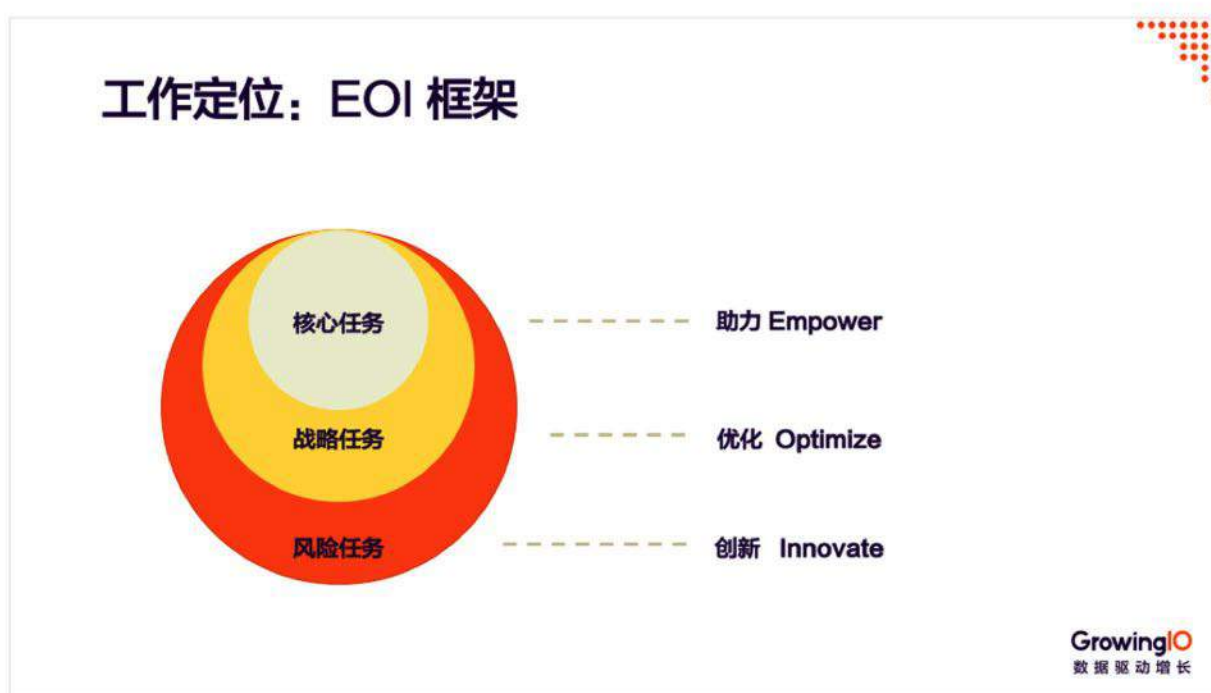 工作定位：EOI 框架
核心任务
助力 Empower
战略任务
优化 Optimize
风险任务
创新 Innovate
GrowingIO
数据驱动增长